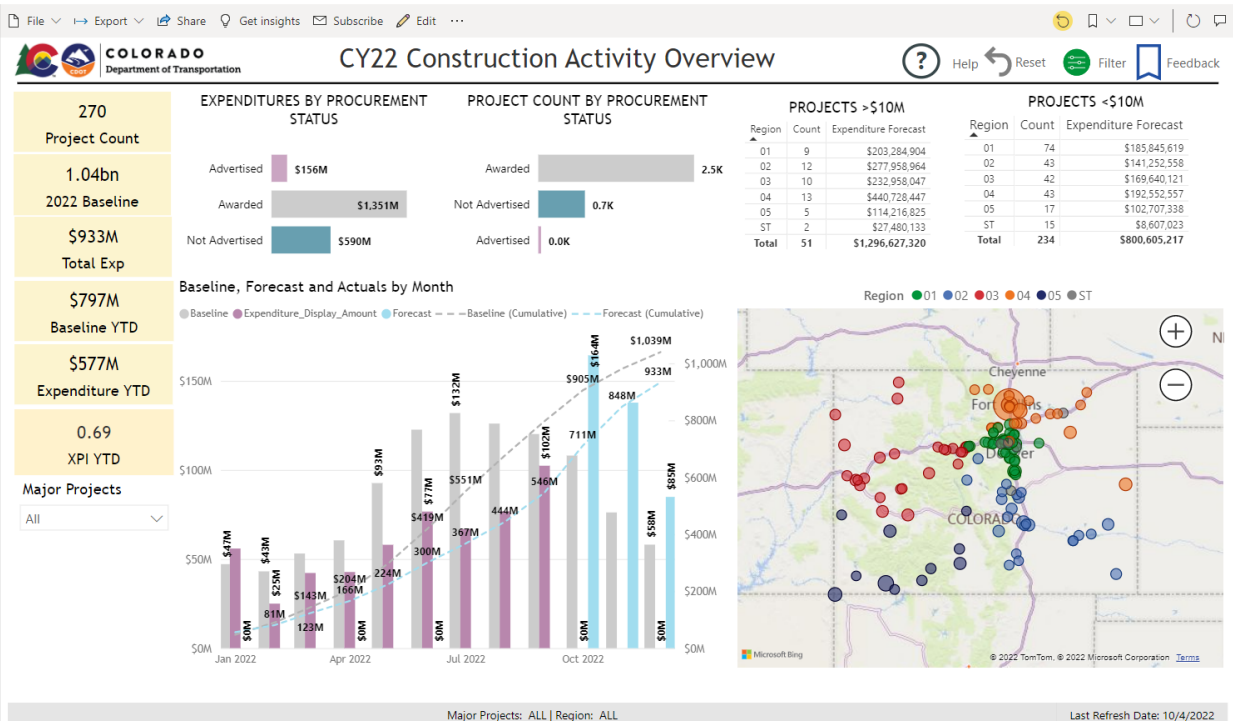 File Export Share Get insights Subscribe Edit ...
COLORADO
Department of Transportation
CDOT
CY22 Construction Activity Overview
? Help Reset Filter Feedback
270
Project Count
1.04bn
2022 Baseline
$933M
Total Exp
$797M
Baseline YTD
$577M
Expenditure YTD
0.69
XPI YTD
Major Projects
All
EXPENDITURES BY PROCUREMENT
STATUS
Advertised $156M
Awarded $1,351M
Not Advertised $590M
PROJECT COUNT BY PROCUREMENT
STATUS
Awarded 2.5K
Not Advertised 0.7K
Advertised 0.0K
PROJECTS >$10M
Region Count Expenditure Forecast
01 9 $203,284,904
02 12 $277,958,964
03 10 $232,958,047
04 13 $440,728,447
05 5 $114,216,825
ST 2 $27,480,133
Total 51 $1,296,627,320
PROJECTS <$10M
Region Count Expenditure Forecast
01 74 $185,845,619
02 43 $141,252,558
03 42 $169,640,121
04 43 $192,552,557
05 17 $102,707,338
ST 15 $8,607,023
Total 234 $800,605,217
Baseline, Forecast and Actuals by Month
Baseline Expenditure_Display_Amount Forecast Baseline (Cumulative) Forecast (Cumulative)
$150M
$100M
$50M
$0M
$1,000M
$800M
$600M
$400M
$200M
$0M
$47M
$0M
$43M
$25M
81M
$143M
123M
$204M
166M
$0M
$93M
224M
$77M
$419M
300M
$0M
$132M
$551M
367M
444M
$102M
546M
$164M
$905M
711M
$0M
848M
$1,039M
933M
$58M
$0M
$85M
Jan 2022 Apr 2022 Jul 2022 Oct 2022
Region 01 02 03 04 05 ST
+
−
Cheyenne
COLORADO
Microsoft Bing
© 2022 TomTom, © 2022 Microsoft Corporation Terms
Major Projects: ALL | Region: ALL
Last Refresh Date: 10/4/2022